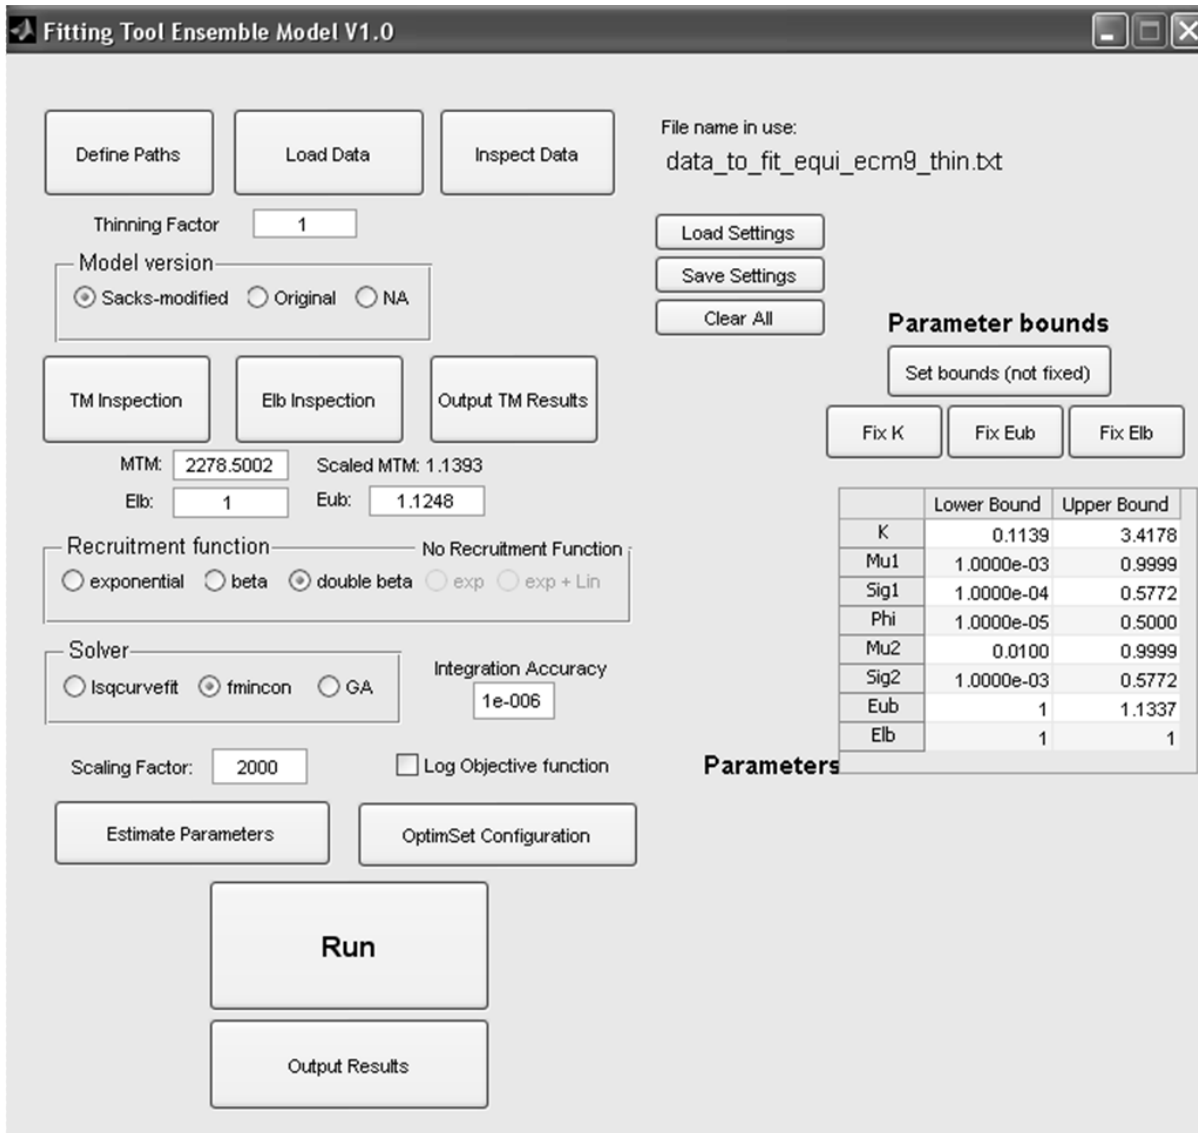 Fitting Tool Ensemble Model V1.0
Define Paths
Load Data
Inspect Data
File name in use:
data_to_fit_equi_ecm9_thin.txt
Thinning Factor 1
Load Settings
Save Settings
Clear All
Model version
Sacks-modified Original NA
Parameter bounds
Set bounds (not fixed)
Fix K Fix Eub Fix Elb
TM Inspection
Elb Inspection
Output TM Results
MTM: 2278.5002 Scaled MTM: 1.1393
Elb: 1 Eub: 1.1248
Lower Bound Upper Bound
K 0.1139 3.4178
Mu1 1.0000e-03 0.9999
Sig1 1.0000e-04 0.5772
Phi 1.0000e-05 0.5000
Mu2 0.0100 0.9999
Sig2 1.0000e-03 0.5772
Eub 1 1.1337
Elb 1 1
Recruitment function No Recruitment Function
exponential beta double beta exp exp + Lin
Solver
lsqcurvefit fmincon GA
Integration Accuracy
1e-006
Scaling Factor: 2000
Log Objective function
Parameters
Estimate Parameters
OptimSet Configuration
Run
Output Results